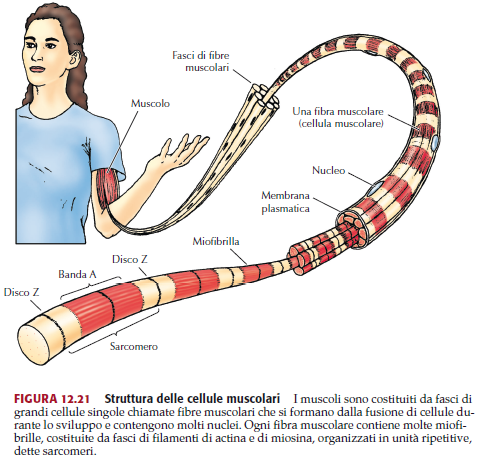 Fasci di fibre
muscolari
Muscolo
Una fibra muscolare
(cellula muscolare)
Nucleo
Membrana
plasmatica
Miofibrilla
Disco Z
Banda A
Disco Z
Sarcomero
FIGURA 12.21 Struttura delle cellule muscolari I muscoli sono costituiti da fasci di
grandi cellule singole chiamate fibre muscolari che si formano dalla fusione di cellule du-
rante lo sviluppo e contengono molti nuclei. Ogni fibra muscolare contiene molte miofi-
brille, costituite da fasci di filamenti di actina e di miosina, organizzati in unità ripetitive,
dette sarcomeri.